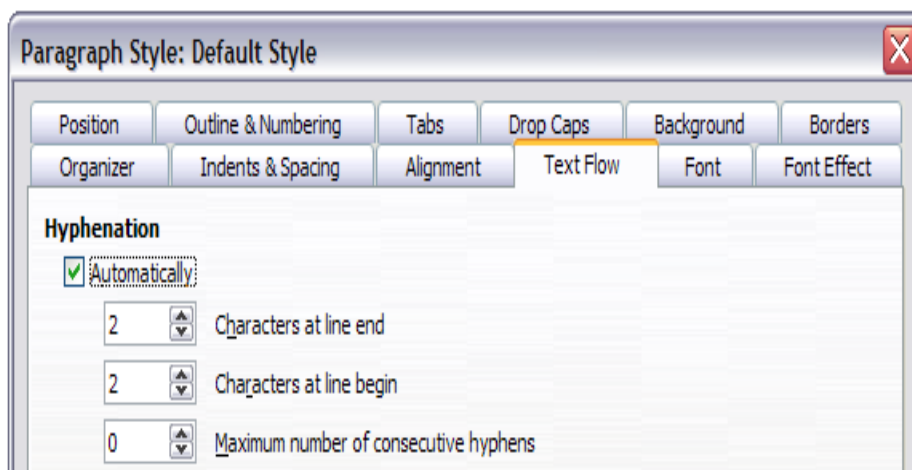 Paragraph Style: Default Style
Position Outline & Numbering Tabs Drop Caps Background Borders
Organizer Indents & Spacing Alignment Text Flow Font Font Effect
Hyphenation
Automatically
2 Characters at line end
2 Characters at line begin
0 Maximum number of consecutive hyphens